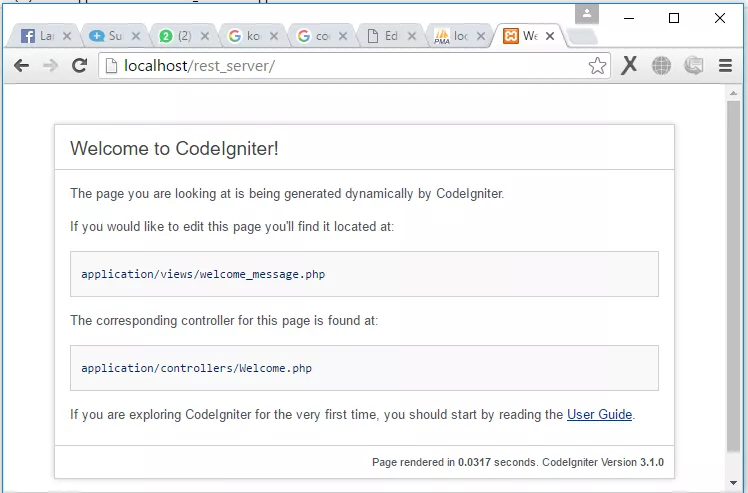 La
Su
2 (2)
G ko
G co
Ed
PMA loc
We
localhost/rest_server/
Welcome to CodeIgniter!
The page you are looking at is being generated dynamically by CodeIgniter.
If you would like to edit this page you'll find it located at:
application/views/welcome_message.php
The corresponding controller for this page is found at:
application/controllers/Welcome.php
If you are exploring CodeIgniter for the very first time, you should start by reading the User Guide.
Page rendered in 0.0317 seconds. CodeIgniter Version 3.1.0